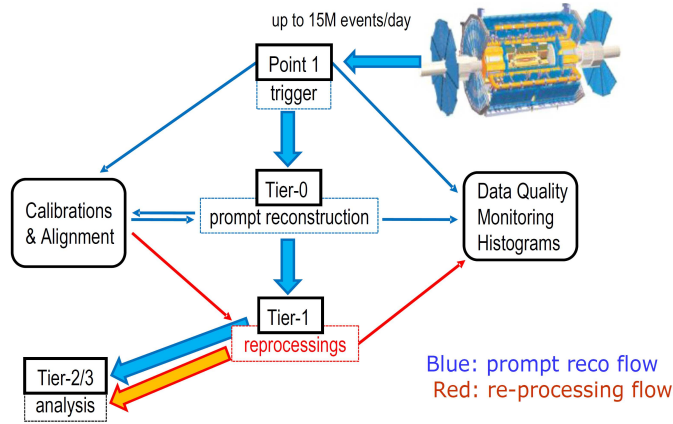 up to 15M events/day
Point 1
trigger
Tier-0
prompt reconstruction
Calibrations
& Alignment
Data Quality
Monitoring
Histograms
Tier-1
reprocessings
Tier-2/3
analysis
Blue: prompt reco flow
Red: re-processing flow